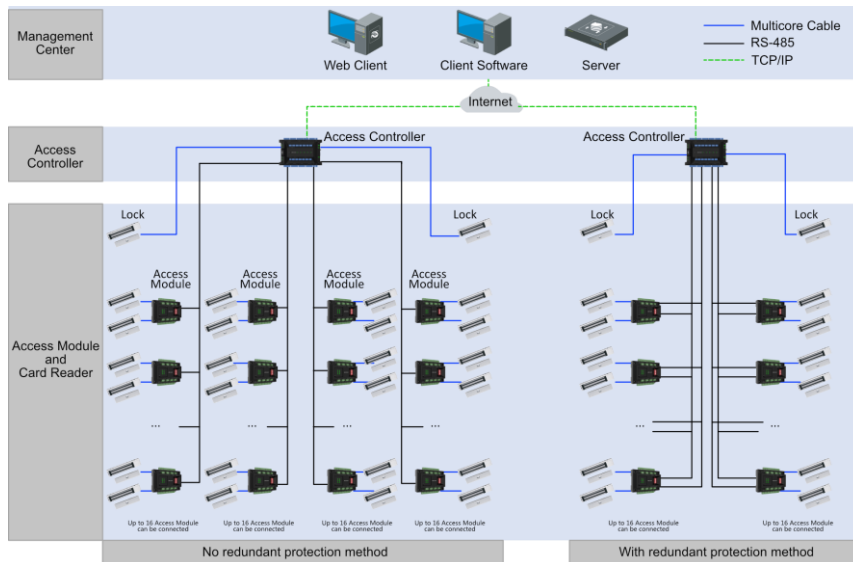 Management
Center
Web Client
Client Software
Server
Multicore Cable
RS-485
TCP/IP
Internet
Access
Controller
Access Controller
Access Controller
Access Module
and
Card Reader
Lock
Lock
Lock
Lock
Access
Module
Access
Module
Access
Module
Access
Module
...
...
...
...
...
...
Up to 16 Access Module
can be connected
Up to 16 Access Module
can be connected
Up to 16 Access Module
can be connected
Up to 16 Access Module
can be connected
Up to 16 Access Module
can be connected
Up to 16 Access Module
can be connected
No redundant protection method
With redundant protection method